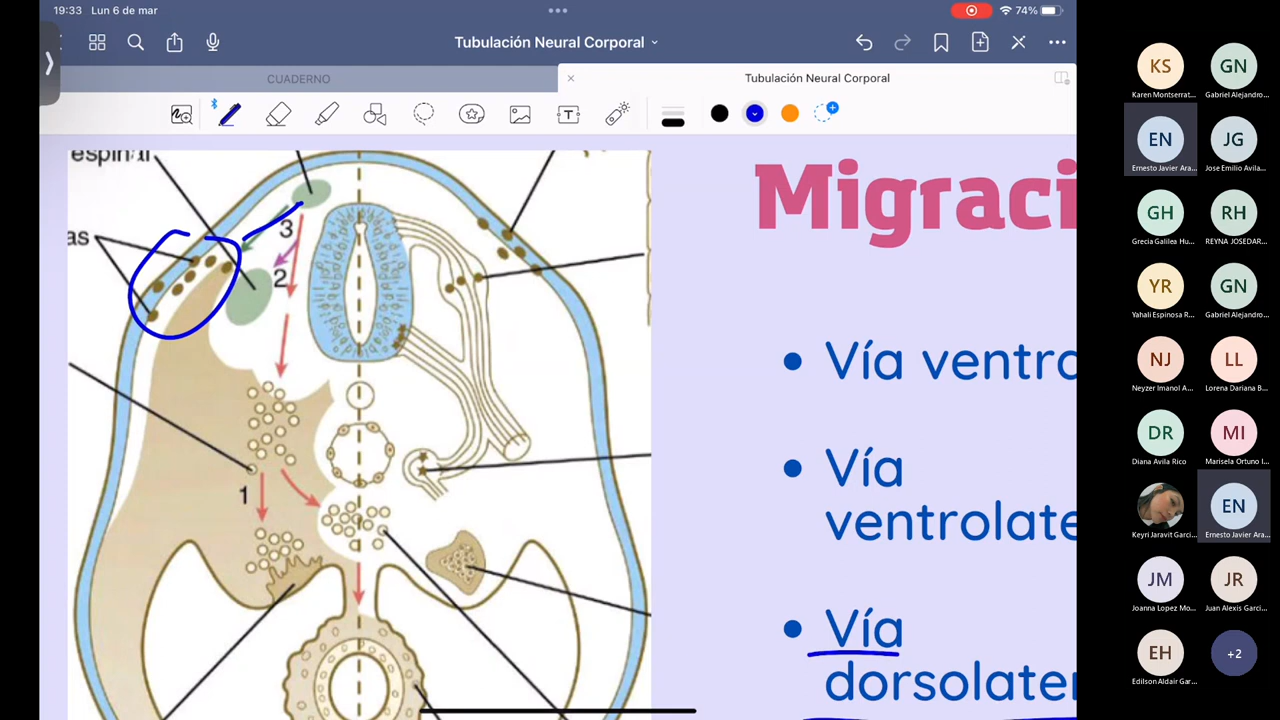 19:33 Lun 6 de mar
74%
Tubulación Neural Corporal
CUADERNO
Tubulación Neural Corporal
espinal
as
3
2
1
Migraci
Vía ventro
Vía
ventrolate
Vía
dorsolater
KS
Karen Montserrat...
GN
Gabriel Alejandro...
EN
Ernesto Javier Ara...
JG
Jose Emilio Avila...
GH
Grecia Galilea Hu...
RH
REYNA JOSEDAR...
YR
Yahali Espinosa R...
GN
Gabriel Alejandro...
NJ
Neyzer Imanol A...
LL
Lorena Dariana B...
DR
Diana Avila Rico
MI
Marisela Ortuno I...
Keyri Jaravit Garci...
EN
Ernesto Javier Ara...
JM
Joanna Lopez Mo...
JR
Juan Alexis Garci...
EH
Edilson Aldair Gar...
+2